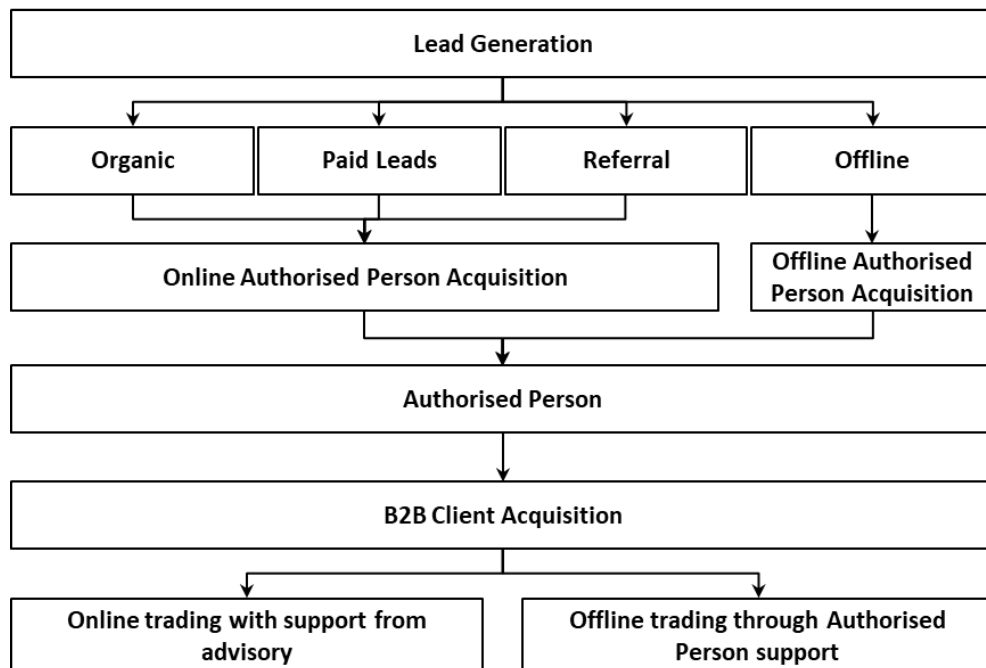 Lead Generation
Organic
Paid Leads
Referral
Offline
Online Authorised Person Acquisition
Offline Authorised
Person Acquisition
Authorised Person
B2B Client Acquisition
Online trading with support from
advisory
Offline trading through Authorised
Person support